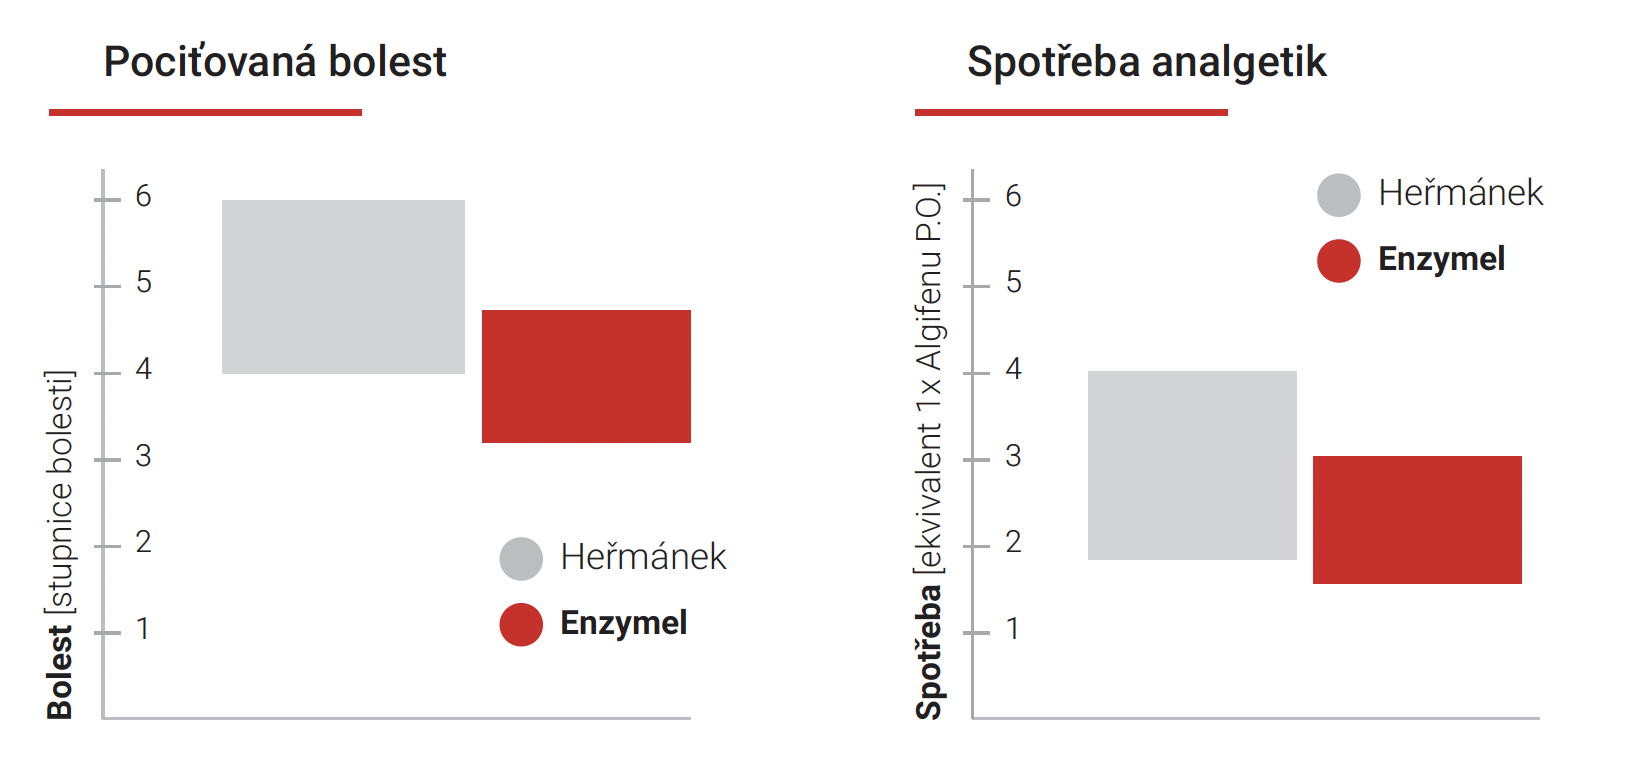 Pociťovaná bolest
Bolest [stupnice bolesti]
6
5
4
3
2
1
Heřmánek
Enzymel
Spotřeba analgetik
Spotřeba [ekvivalent 1x Algifenu P.O.]
6
5
4
3
2
1
Heřmánek
Enzymel